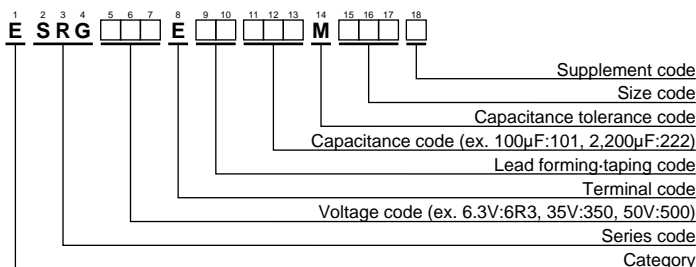 1 2 3 4 5 6 7 8 9 10 11 12 13 14 15 16 17 18
E SRG E M
Supplement code
Size code
Capacitance tolerance code
Capacitance code (ex. 100μF:101, 2,200μF:222)
Lead forming·taping code
Terminal code
Voltage code (ex. 6.3V:6R3, 35V:350, 50V:500)
Series code
Category